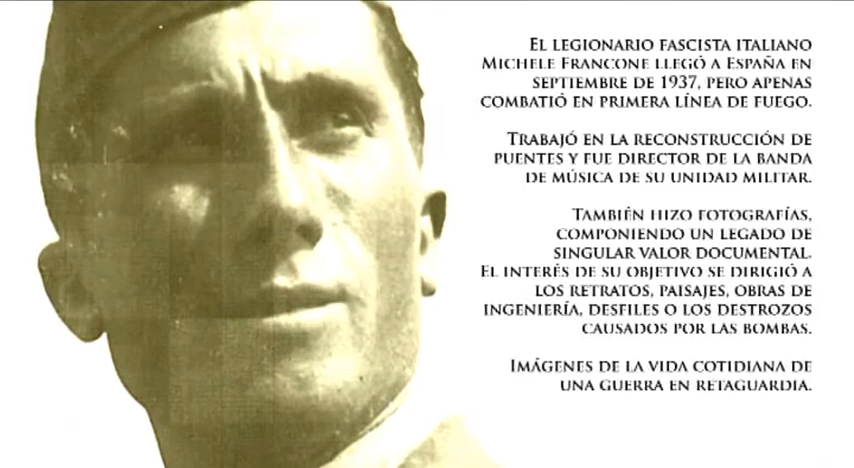 EL LEGIONARIO FASCISTA ITALIANO
MICHELE FRANCONE LLEGÓ A ESPAÑA EN
SEPTIEMBRE DE 1937, PERO APENAS
COMBATIÓ EN PRIMERA LÍNEA DE FUEGO.
TRABAJÓ EN LA RECONSTRUCCIÓN DE
PUENTES Y FUE DIRECTOR DE LA BANDA
DE MÚSICA DE SU UNIDAD MILITAR.
TAMBIÉN HIZO FOTOGRAFÍAS,
COMPONIENDO UN LEGADO DE
SINGULAR VALOR DOCUMENTAL.
EL INTERÉS DE SU OBJETIVO SE DIRIGIÓ A
LOS RETRATOS, PAISAJES, OBRAS DE
INGENIERÍA, DESFILES O LOS DESTROZOS
CAUSADOS POR LAS BOMBAS.
IMÁGENES DE LA VIDA COTIDIANA DE
UNA GUERRA EN RETAGUARDIA.